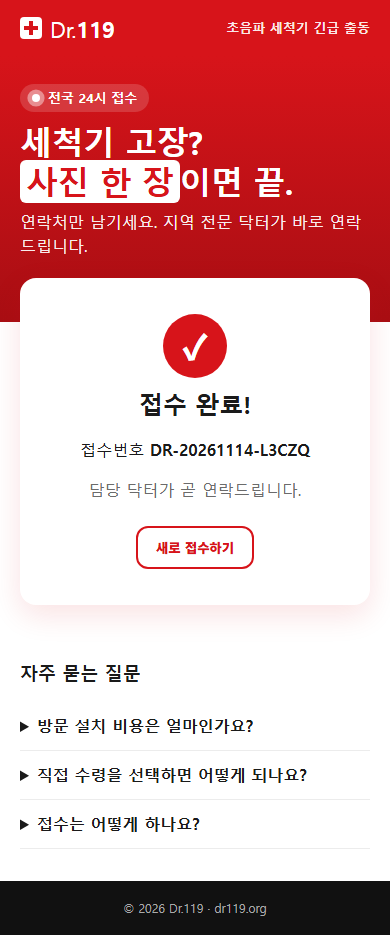 Dr.119
초음파 세척기 긴급 출동
전국 24시 접수
세척기 고장?
사진 한 장이면 끝.
연락처만 남기세요. 지역 전문 닥터가 바로 연락
드립니다.
접수 완료!
접수번호 DR-20261114-L3CZQ
담당 닥터가 곧 연락드립니다.
새로 접수하기
자주 묻는 질문
방문 설치 비용은 얼마인가요?
직접 수령을 선택하면 어떻게 되나요?
접수는 어떻게 하나요?
© 2026 Dr.119 · dr119.org